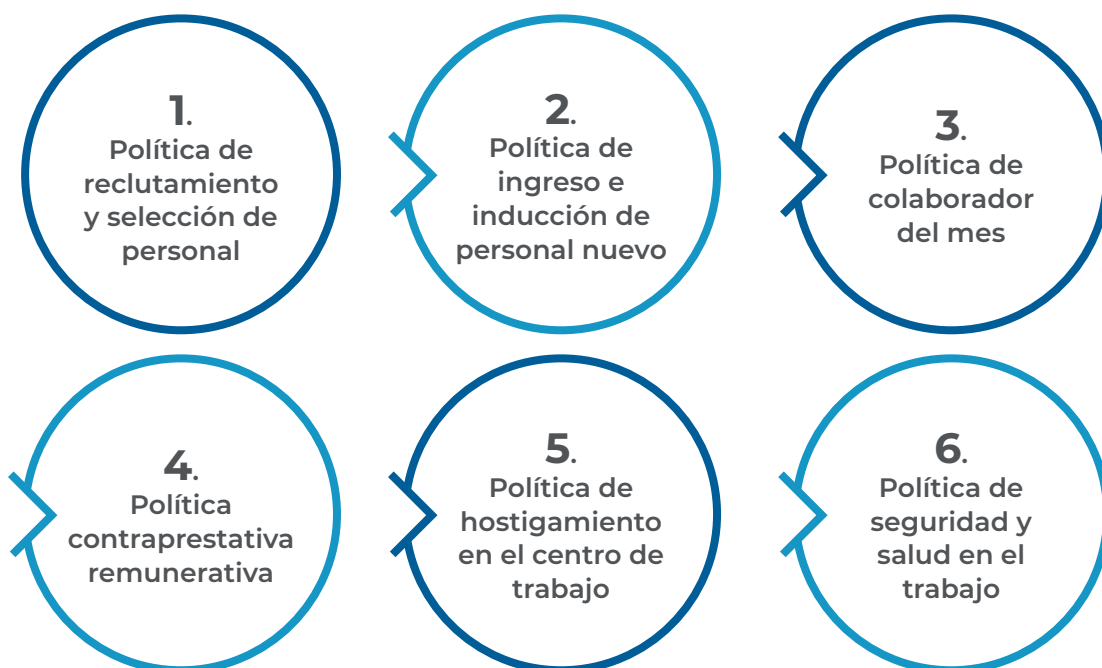 1.
Política de
reclutamiento
y selección de
personal
2.
Política de
ingreso e
inducción de
personal nuevo
3.
Política de
colaborador
del mes
4.
Política
contraprestativa
remunerativa
5.
Política de
hostigamiento
en el centro de
trabajo
6.
Política de
seguridad y
salud en el
trabajo